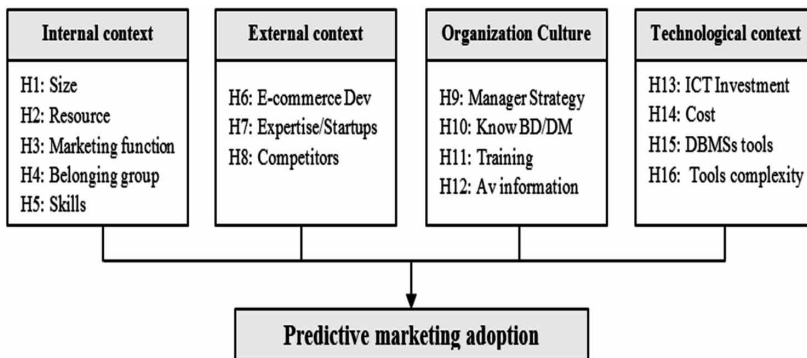 Internal context
H1: Size
H2: Resource
H3: Marketing function
H4: Belonging group
H5: Skills
External context
H6: E-commerce Dev
H7: Expertise/Startups
H8: Competitors
Organization Culture
H9: Manager Strategy
H10: Know BD/DM
H11: Training
H12: Av information
Technological context
H13: ICT Investment
H14: Cost
H15: DBMSs tools
H16: Tools complexity
Predictive marketing adoption